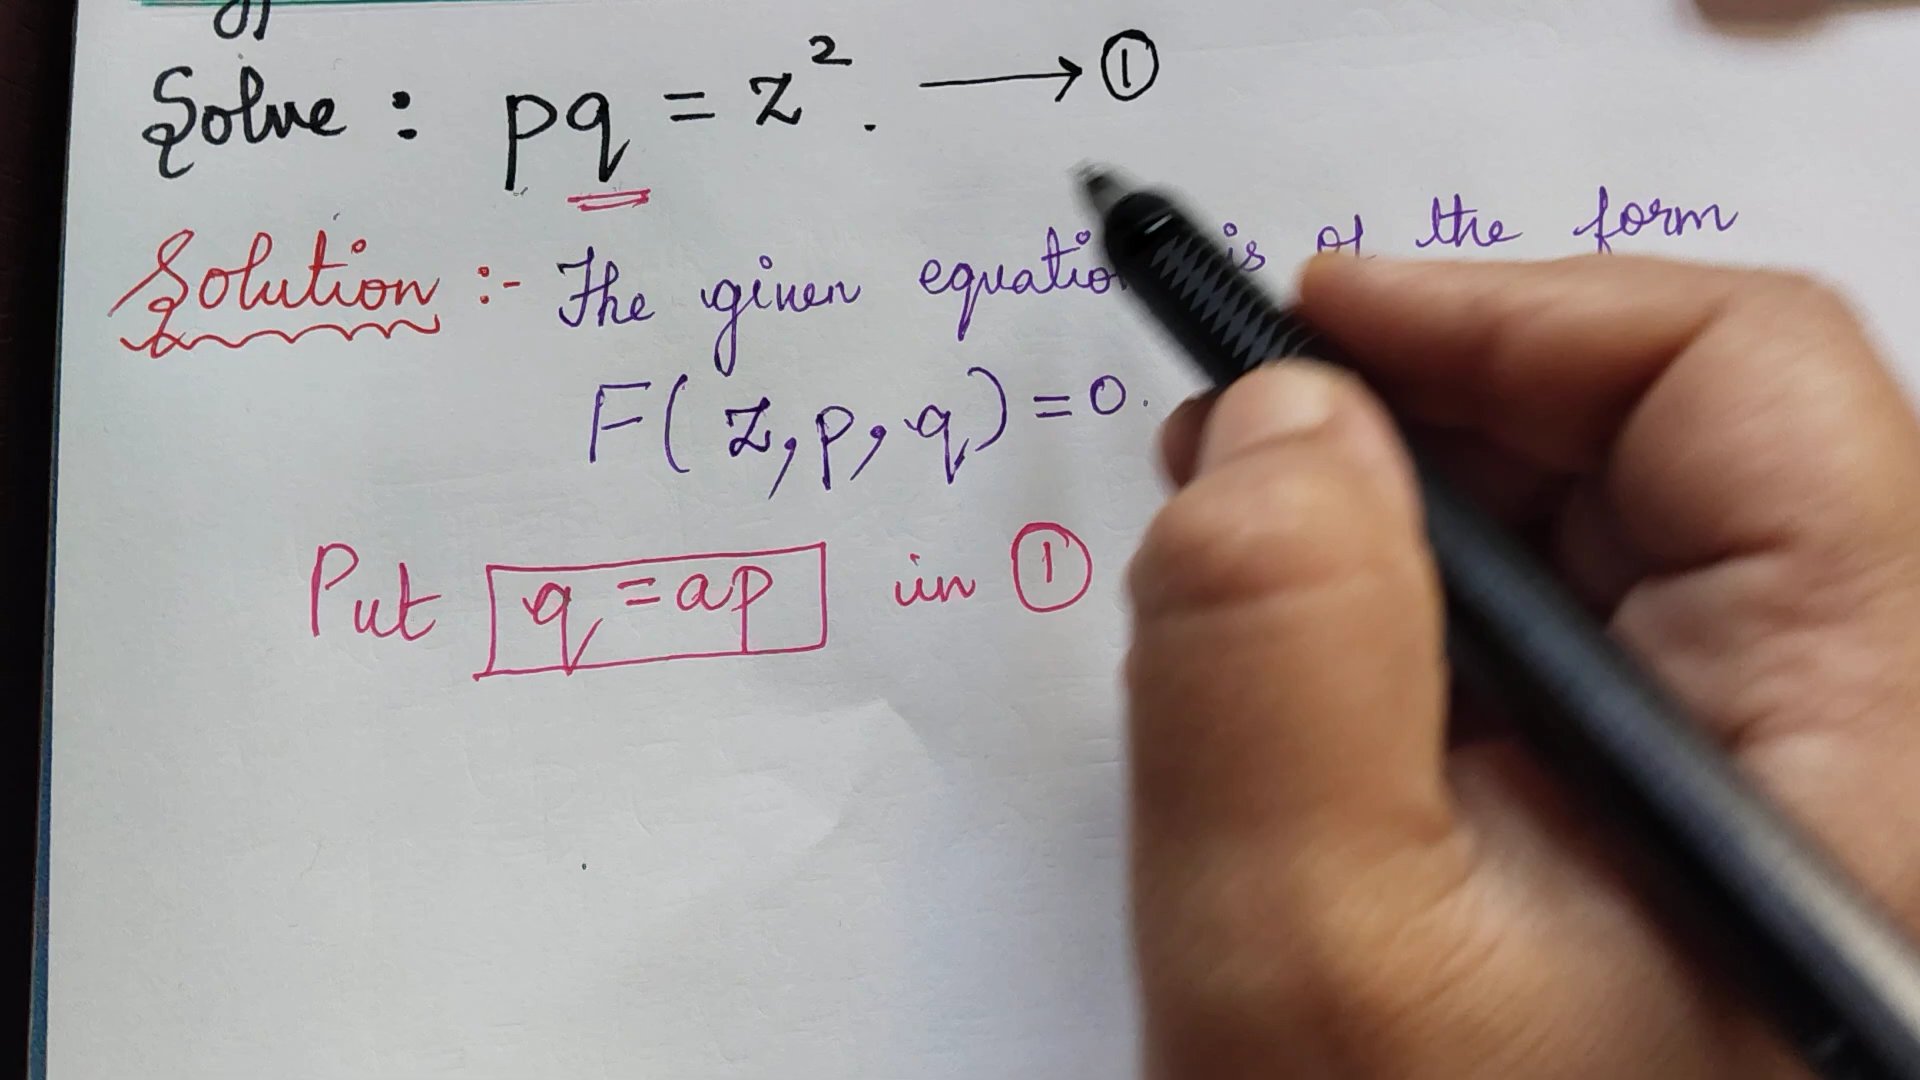 Solve : pq = z². → ①
Solution :- The given equation is of the form
F( z, p, q ) = 0.
Put q = ap in ①